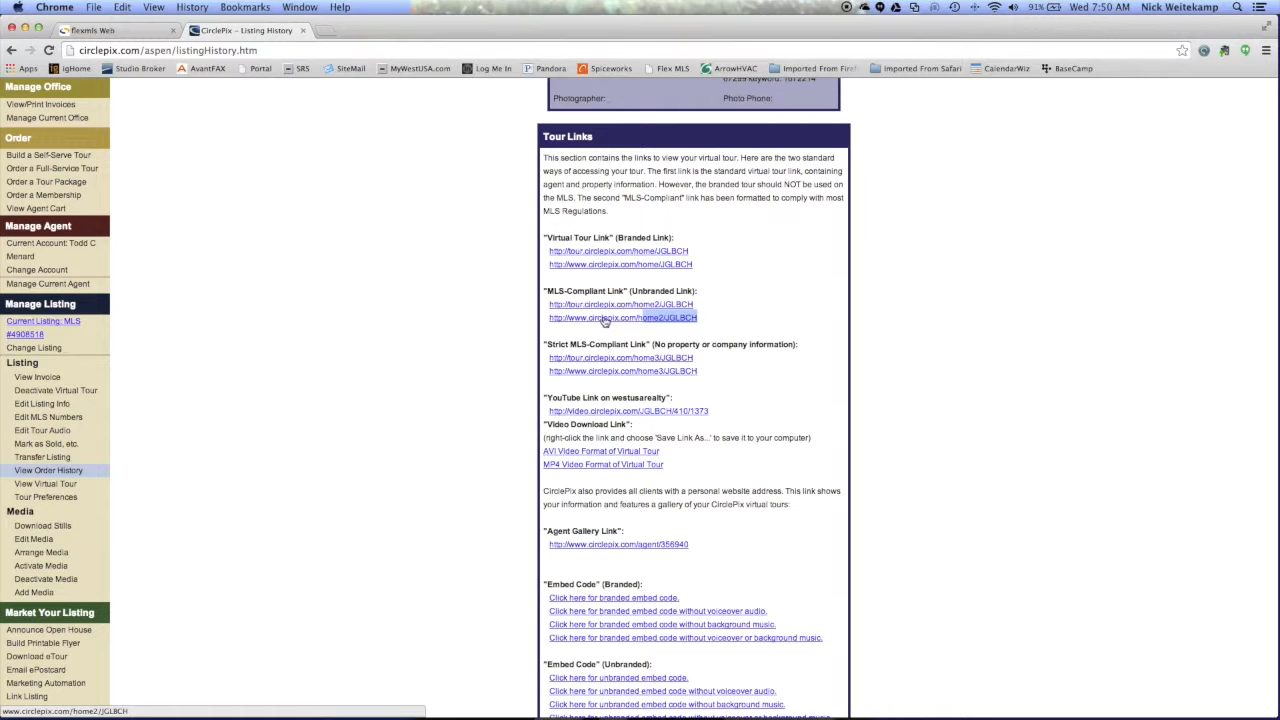 Chrome File Edit View History Bookmarks Window Help 91% Wed 7:50 AM Nick Weitekamp
flexmls Web CirclePix – Listing History
circlepix.com/aspen/listingHistory.htm
Apps igHome Studio Broker AvantFAX Portal SRS SiteMail MyWestUSA.com Log Me In Pandora Spiceworks Flex MLS ArrowHVAC Imported From Firef Imported From Safari CalendarWiz BaseCamp
Manage Office
View/Print Invoices
Manage Current Office
Order
Build a Self-Serve Tour
Order a Full-Service Tour
Order a Tour Package
Order a Membership
View Agent Cart
Manage Agent
Current Account: Todd C
Menard
Change Account
Manage Current Agent
Manage Listing
Current Listing: MLS
#4908518
Change Listing
Listing
View Invoice
Deactivate Virtual Tour
Edit Listing Info
Edit MLS Numbers
Edit Tour Audio
Mark as Sold, etc.
Transfer Listing
View Order History
View Virtual Tour
Tour Preferences
Media
Download Stills
Edit Media
Arrange Media
Activate Media
Deactivate Media
Add Media
Market Your Listing
Announce Open House
Build Printable Flyer
Download eTour
Email ePostcard
Marketing Automation
Link Listing
www.circlepix.com/home2/JGLBCH
Photographer: Photo Phone:
Tour Links
This section contains the links to view your virtual tour. Here are the two standard
ways of accessing your tour. The first link is the standard virtual tour link, containing
agent and property information. However, the branded tour should NOT be used on
the MLS. The second "MLS-Compliant" link has been formatted to comply with most
MLS Regulations.
"Virtual Tour Link" (Branded Link):
http://tour.circlepix.com/home/JGLBCH
http://www.circlepix.com/home/JGLBCH
"MLS-Compliant Link" (Unbranded Link):
http://tour.circlepix.com/home2/JGLBCH
http://www.circlepix.com/home2/JGLBCH
"Strict MLS-Compliant Link" (No property or company information):
http://tour.circlepix.com/home3/JGLBCH
http://www.circlepix.com/home3/JGLBCH
"YouTube Link on westusarealty":
http://video.circlepix.com/JGLBCH/410/1373
"Video Download Link":
(right-click the link and choose 'Save Link As...' to save it to your computer)
AVI Video Format of Virtual Tour
MP4 Video Format of Virtual Tour
CirclePix also provides all clients with a personal website address. This link shows
your information and features a gallery of your CirclePix virtual tours:
"Agent Gallery Link":
http://www.circlepix.com/agent/356940
"Embed Code" (Branded):
Click here for branded embed code.
Click here for branded embed code without voiceover audio.
Click here for branded embed code without background music.
Click here for branded embed code without voiceover or background music.
"Embed Code" (Unbranded):
Click here for unbranded embed code.
Click here for unbranded embed code without voiceover audio.
Click here for unbranded embed code without background music.